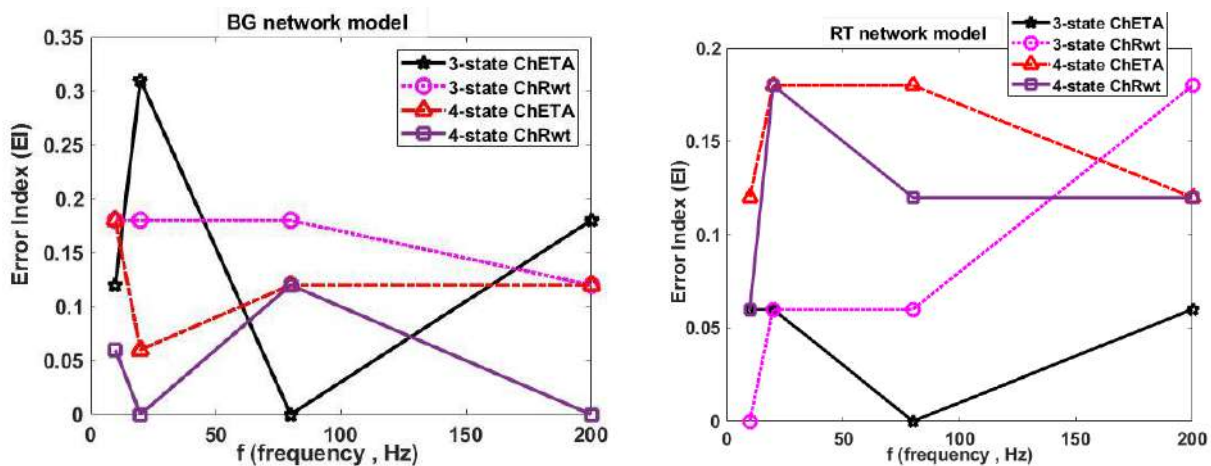 BG network model
0.35
0.3
0.25
0.2
0.15
0.1
0.05
0
Error Index (EI)
3-state ChETA
3-state ChRwt
4-state ChETA
4-state ChRwt
0 50 100 150 200
f (frequency , Hz)
RT network model
0.2
0.15
0.1
0.05
0
Error Index (EI)
3-state ChETA
3-state ChRwt
4-state ChETA
4-state ChRwt
0 50 100 150 200
f (frequency , Hz)